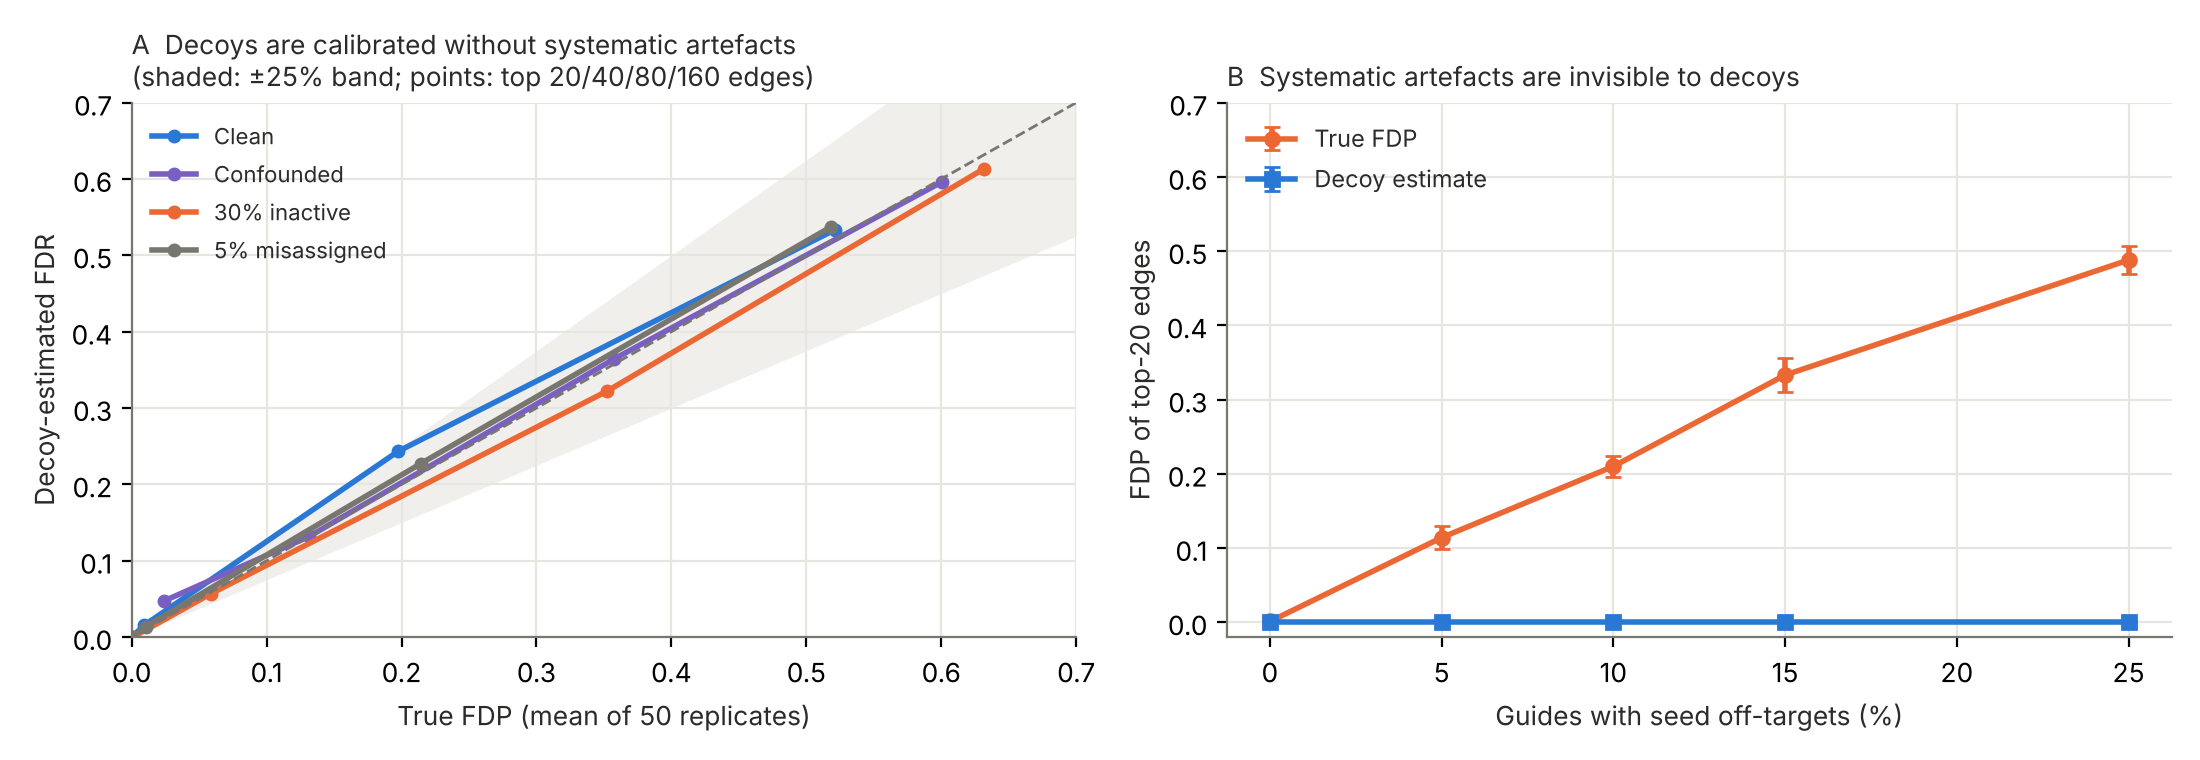 A  Decoys are calibrated without systematic artefacts
(shaded: ±25% band; points: top 20/40/80/160 edges)
0.7
0.6
0.5
0.4
0.3
0.2
0.1
0.0
Decoy-estimated FDR
Clean
Confounded
30% inactive
5% misassigned
0.0 0.1 0.2 0.3 0.4 0.5 0.6 0.7
True FDP (mean of 50 replicates)
B  Systematic artefacts are invisible to decoys
0.7
0.6
0.5
0.4
0.3
0.2
0.1
0.0
FDP of top-20 edges
True FDP
Decoy estimate
0 5 10 15 20 25
Guides with seed off-targets (%)